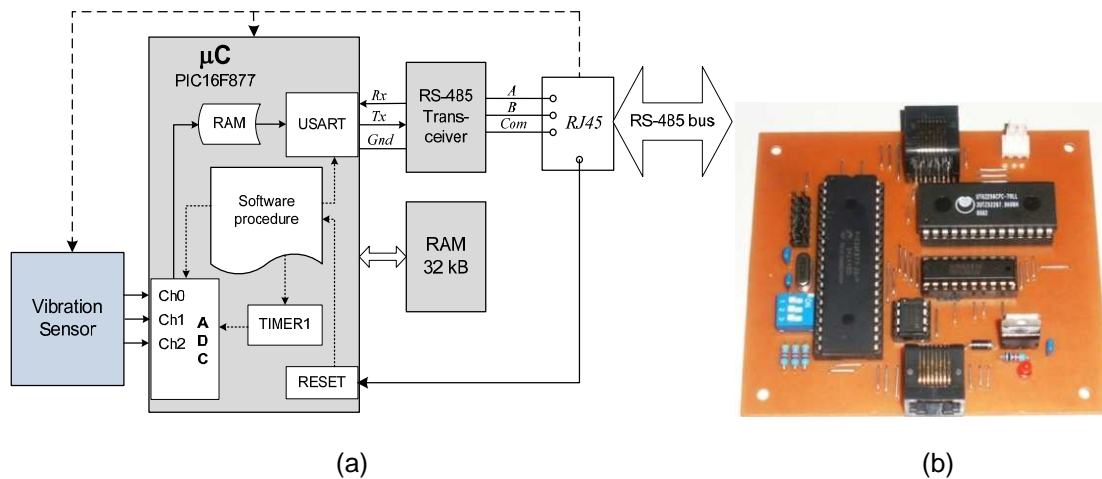 μC
PIC16F877
RAM
USART
Rx
Tx
Gnd
RS-485
Trans-
ceiver
A
B
Com
RJ45
RS-485 bus
Software
procedure
RAM
32 kB
Vibration
Sensor
Ch0
Ch1
Ch2
A
D
C
TIMER1
RESET
(a)
(b)